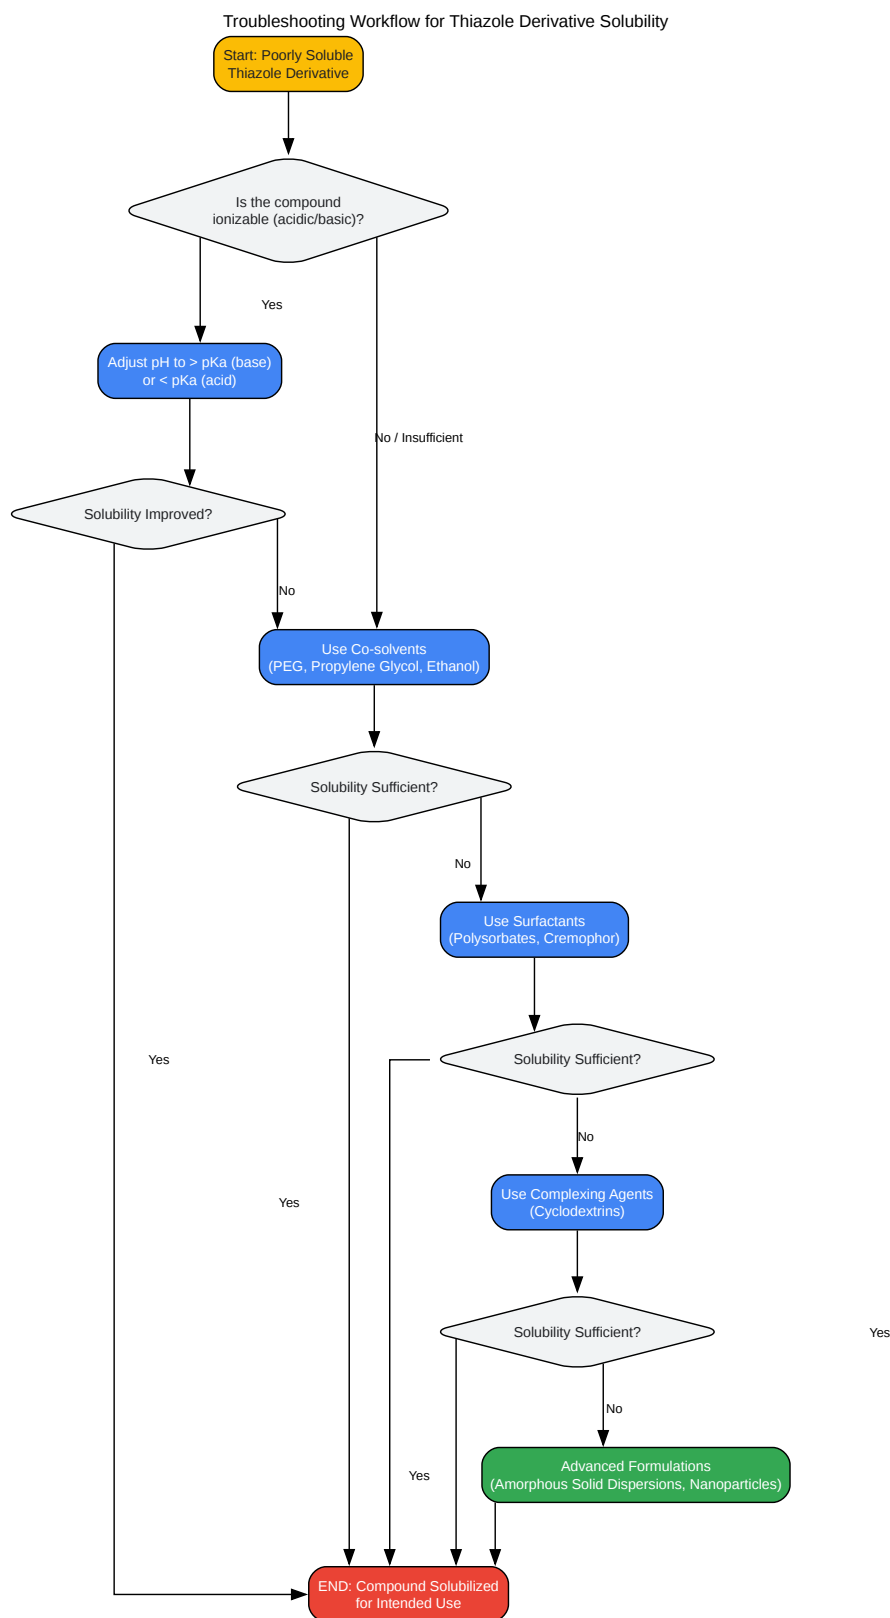 Troubleshooting Workflow for Thiazole Derivative Solubility
Start: Poorly Soluble
Thiazole Derivative
Is the compound
ionizable (acidic/basic)?
Yes
Adjust pH to > pKa (base)
or < pKa (acid)
No / Insufficient
Solubility Improved?
No
Use Co-solvents
(PEG, Propylene Glycol, Ethanol)
Solubility Sufficient?
No
Use Surfactants
(Polysorbates, Cremophor)
Solubility Sufficient?
Yes
No
Use Complexing Agents
(Cyclodextrins)
Yes
Solubility Sufficient?
Yes
No
Advanced Formulations
(Amorphous Solid Dispersions, Nanoparticles)
Yes
END: Compound Solubilized
for Intended Use